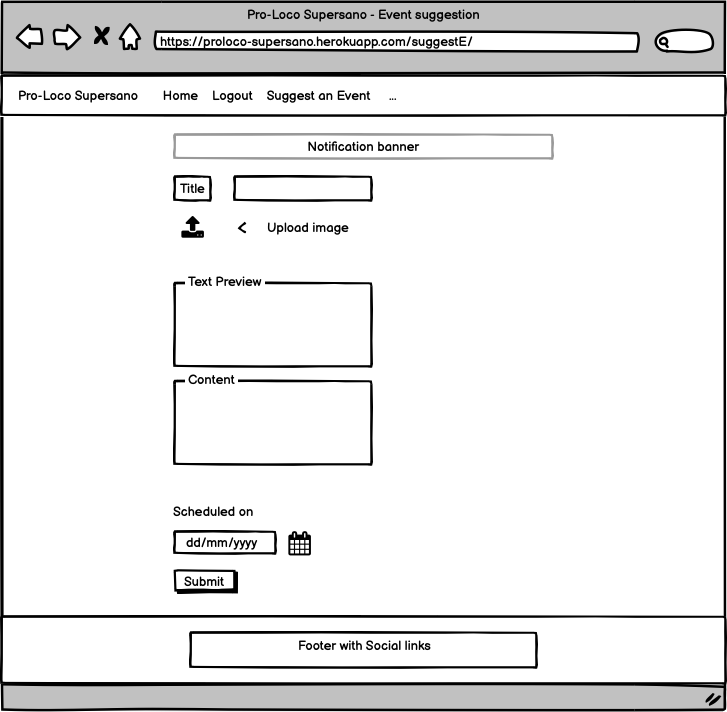 Pro-Loco Supersano - Event suggestion
https://proloco-supersano.herokuapp.com/suggestE/
Pro-Loco Supersano Home Logout Suggest an Event ...
Notification banner
Title
< Upload image
Text Preview
Content
Scheduled on
dd/mm/yyyy
Submit
Footer with Social links